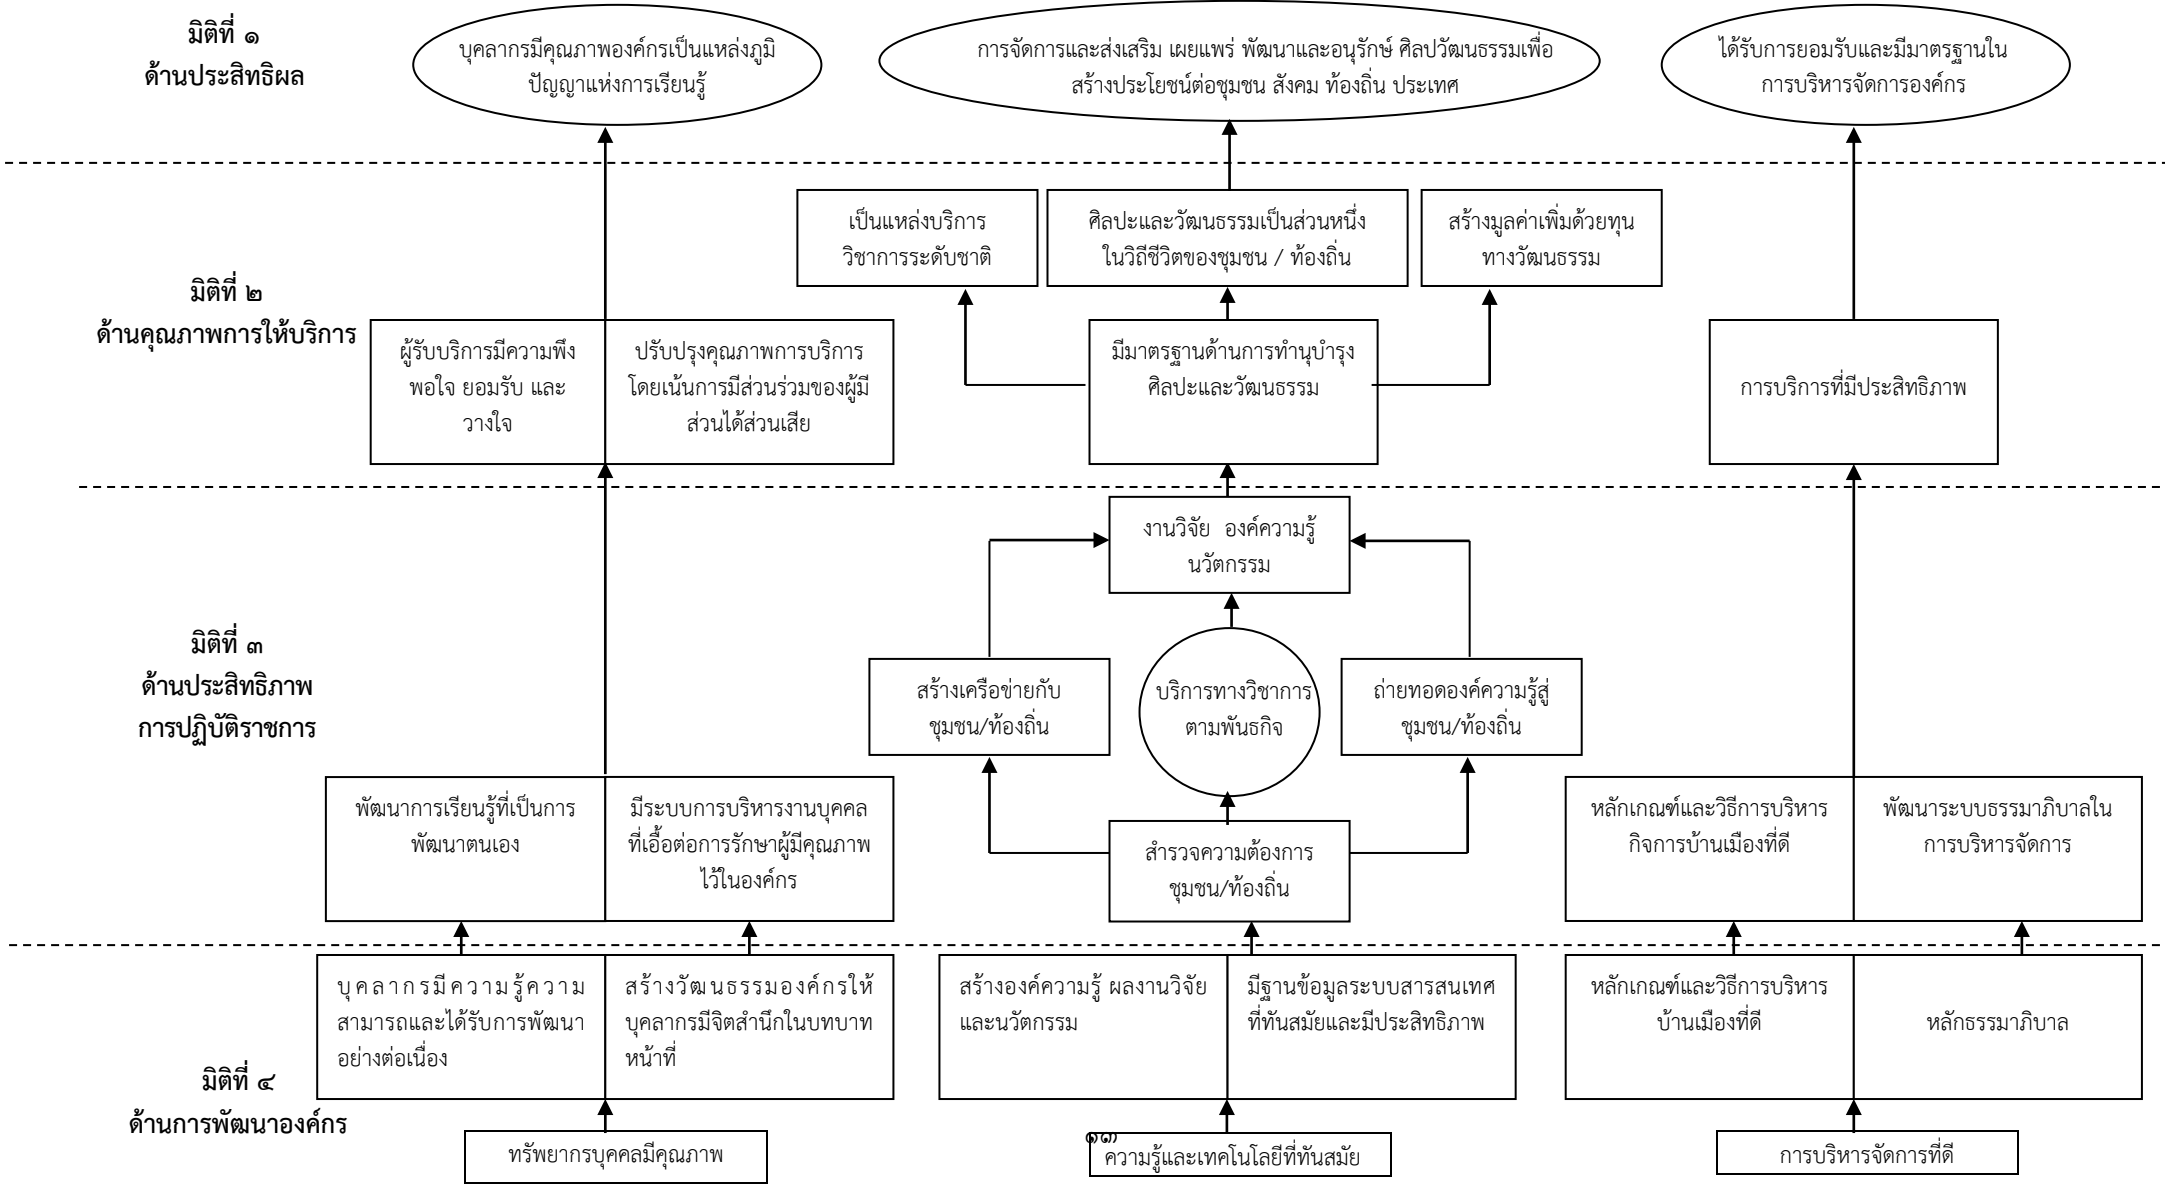 มิติที่ ๑
ด้านประสิทธิผล
บุคลากรมีคุณภาพองค์กรเป็นแหล่งภูมิ
ปัญญาแห่งการเรียนรู้
การจัดการและส่งเสริม เผยแพร่ พัฒนาและอนุรักษ์ ศิลปวัฒนธรรมเพื่อ
สร้างประโยชน์ต่อชุมชน สังคม ท้องถิ่น ประเทศ
ได้รับการยอมรับและมีมาตรฐานใน
การบริหารจัดการองค์กร
มิติที่ ๒
ด้านคุณภาพการให้บริการ
เป็นแหล่งบริการ
วิชาการระดับชาติ
ศิลปะและวัฒนธรรมเป็นส่วนหนึ่ง
ในวิถีชีวิตของชุมชน / ท้องถิ่น
สร้างมูลค่าเพิ่มด้วยทุน
ทางวัฒนธรรม
ผู้รับบริการมีความพึง
พอใจ ยอมรับ และ
วางใจ
ปรับปรุงคุณภาพการบริการ
โดยเน้นการมีส่วนร่วมของผู้มี
ส่วนได้ส่วนเสีย
มีมาตรฐานด้านการทำนุบำรุง
ศิลปะและวัฒนธรรม
การบริการที่มีประสิทธิภาพ
มิติที่ ๓
ด้านประสิทธิภาพ
การปฏิบัติราชการ
งานวิจัย องค์ความรู้
นวัตกรรม
สร้างเครือข่ายกับ
ชุมชน/ท้องถิ่น
บริการทางวิชาการ
ตามพันธกิจ
ถ่ายทอดองค์ความรู้สู่
ชุมชน/ท้องถิ่น
พัฒนาการเรียนรู้ที่เป็นการ
พัฒนาตนเอง
มีระบบการบริหารงานบุคคล
ที่เอื้อต่อการรักษาผู้มีคุณภาพ
ไว้ในองค์กร
สำรวจความต้องการ
ชุมชน/ท้องถิ่น
หลักเกณฑ์และวิธีการบริหาร
กิจการบ้านเมืองที่ดี
พัฒนาระบบธรรมาภิบาลใน
การบริหารจัดการ
มิติที่ ๔
ด้านการพัฒนาองค์กร
บุคลากรมีความรู้ความ
สามารถและได้รับการพัฒนา
อย่างต่อเนื่อง
สร้างวัฒนธรรมองค์กรให้
บุคลากรมีจิตสำนึกในบทบาท
หน้าที่
สร้างองค์ความรู้ ผลงานวิจัย
และนวัตกรรม
มีฐานข้อมูลระบบสารสนเทศ
ที่ทันสมัยและมีประสิทธิภาพ
หลักเกณฑ์และวิธีการบริหาร
บ้านเมืองที่ดี
หลักธรรมาภิบาล
ทรัพยากรบุคคลมีคุณภาพ
๑๓
ความรู้และเทคโนโลยีที่ทันสมัย
การบริหารจัดการที่ดี